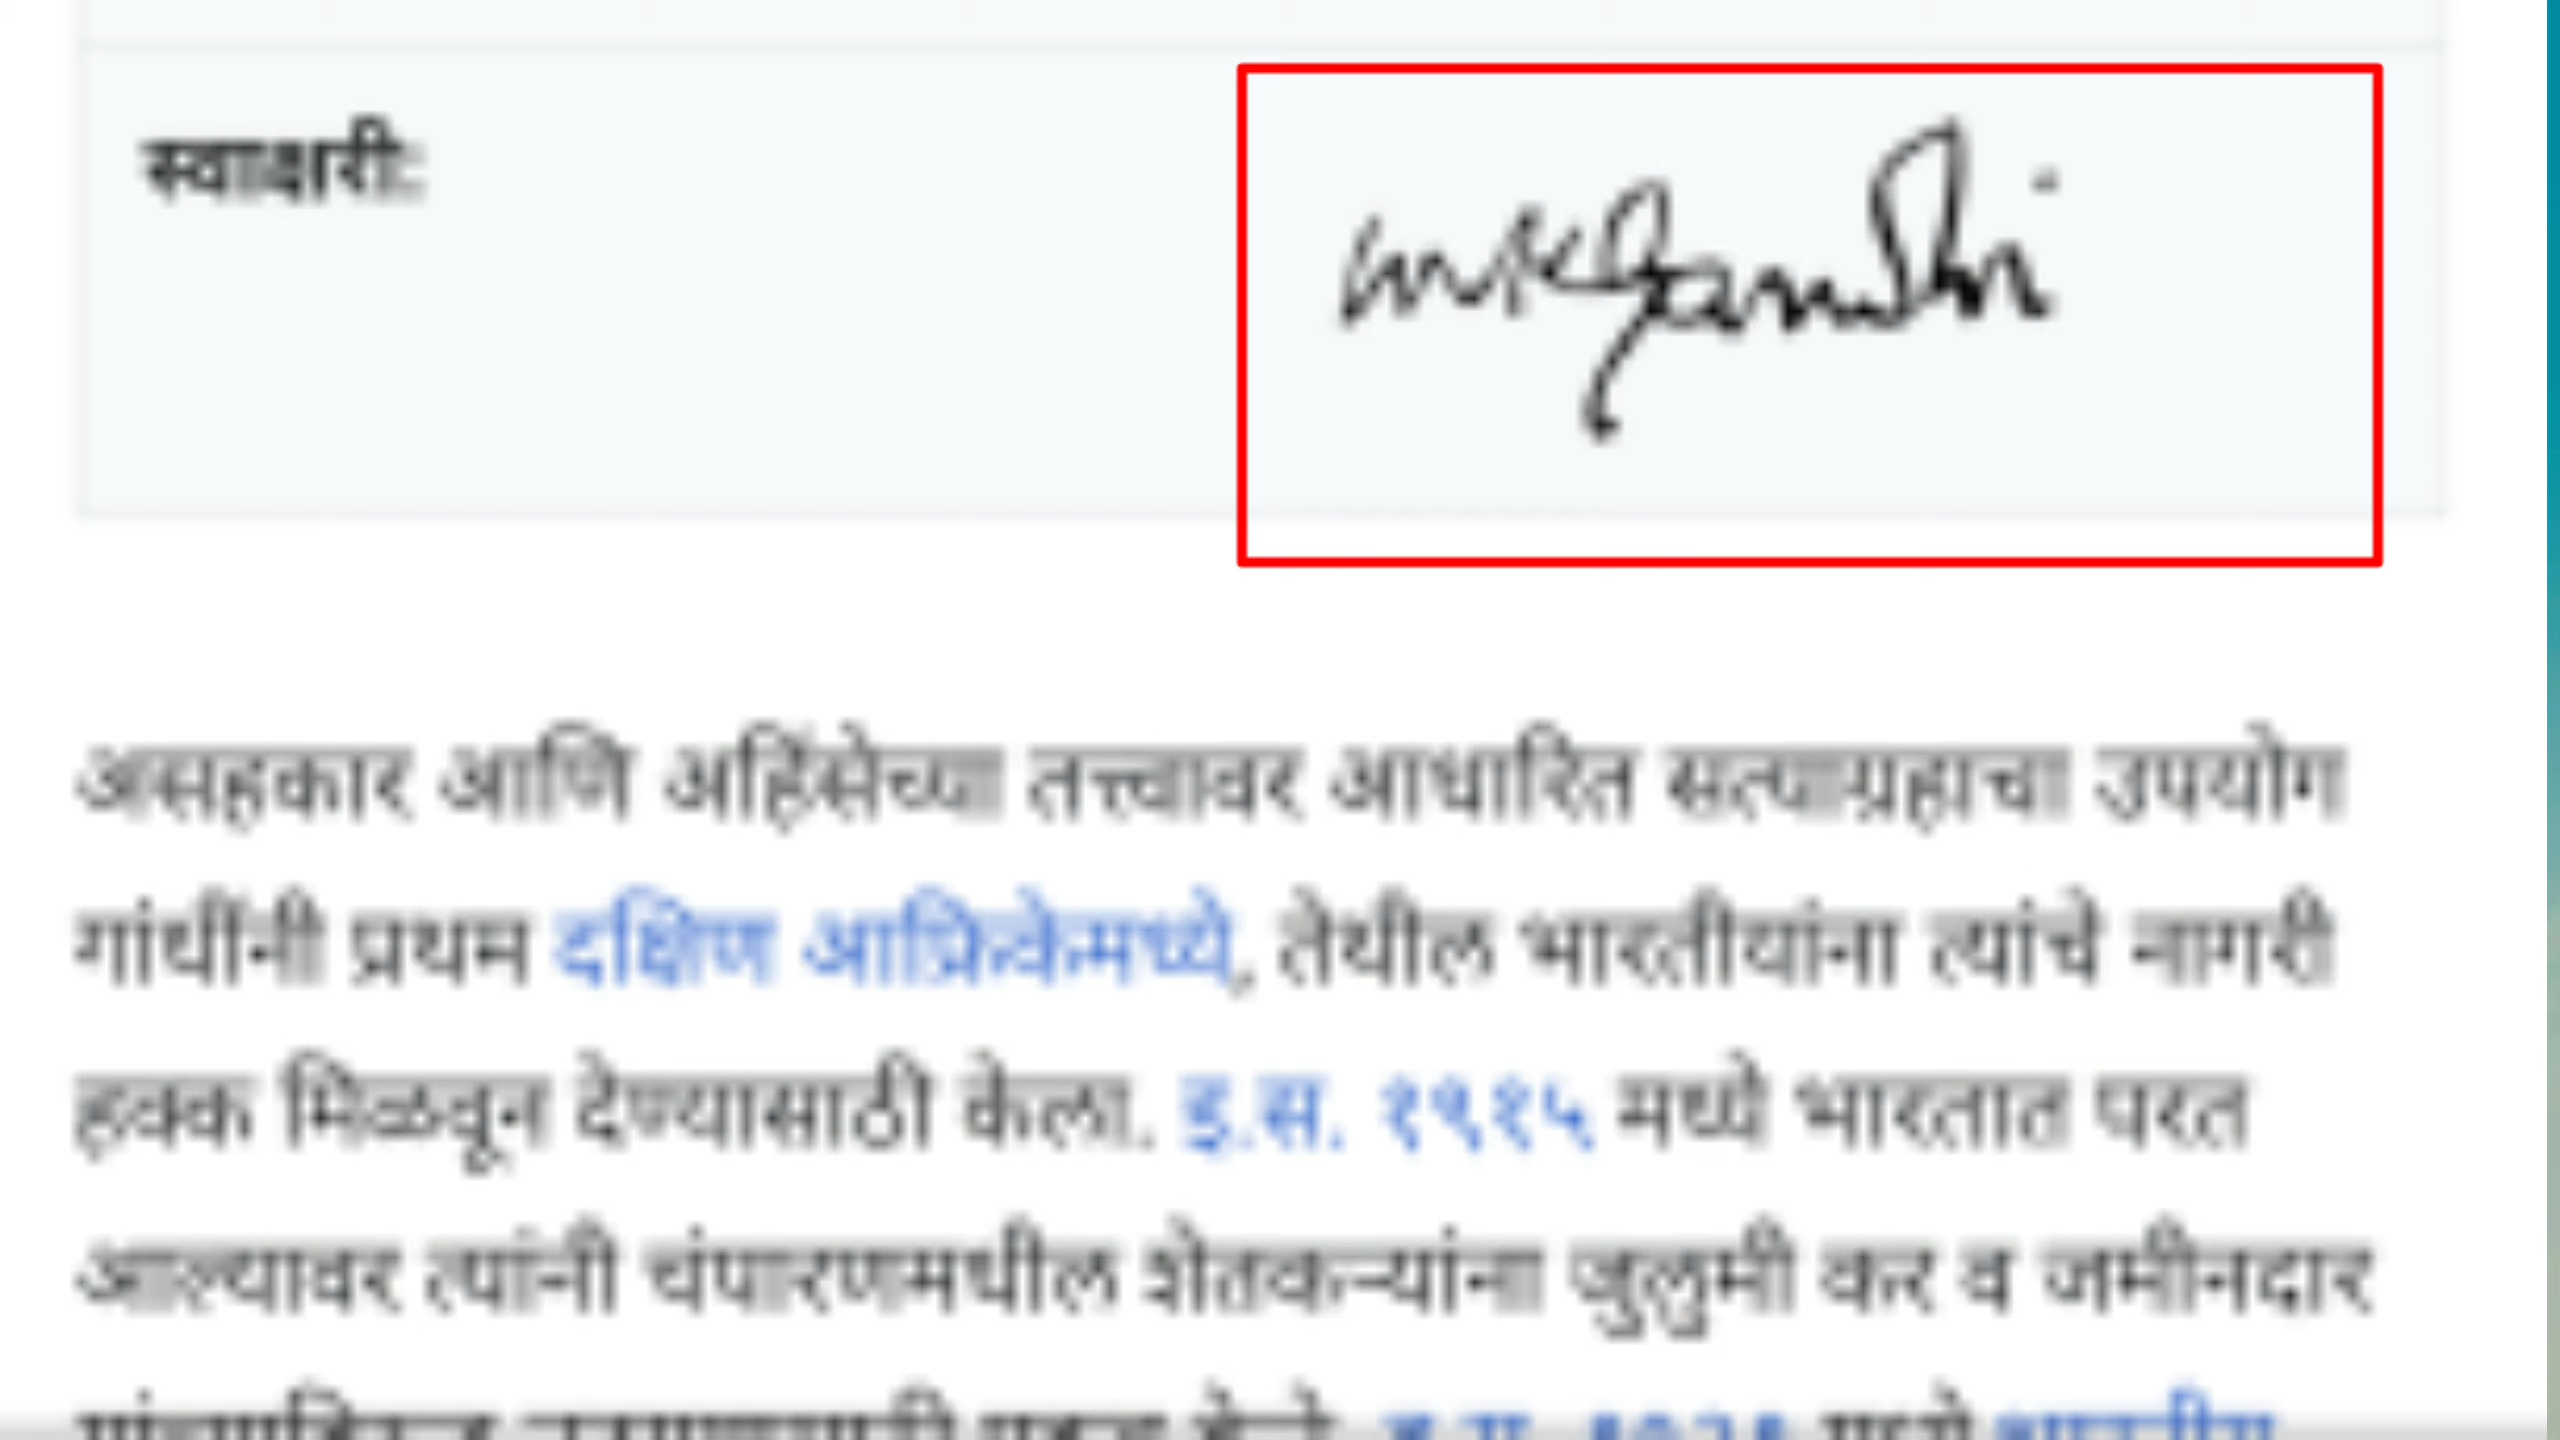 स्वाक्षरी:
mkgandhi
असहकार आणि अहिंसेच्या तत्त्वावर आधारित सत्याग्रहाचा उपयोग
गांधींनी प्रथम दक्षिण आफ्रिकेमध्ये, तेथील भारतीयांना त्यांचे नागरी
हक्क मिळवून देण्यासाठी केला. इ.स. १९१५ मध्ये भारतात परत
आल्यावर त्यांनी चंपारणमधील शेतकऱ्यांना जुलुमी कर व जमीनदार